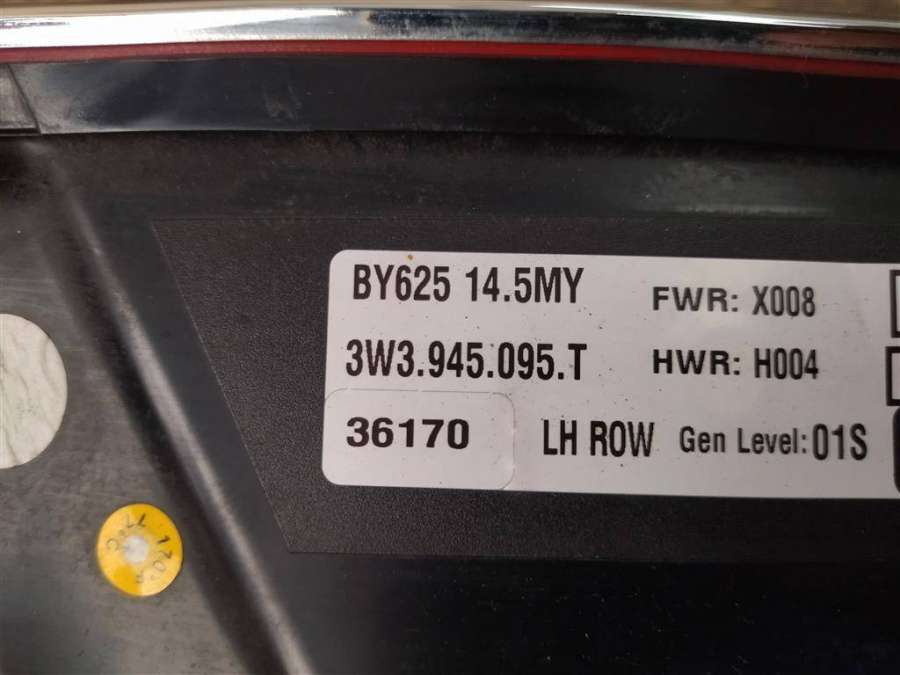 BY625 14.5MY FWR: X008
3W3.945.095.T HWR: H004
36170 LH ROW Gen Level: 01S